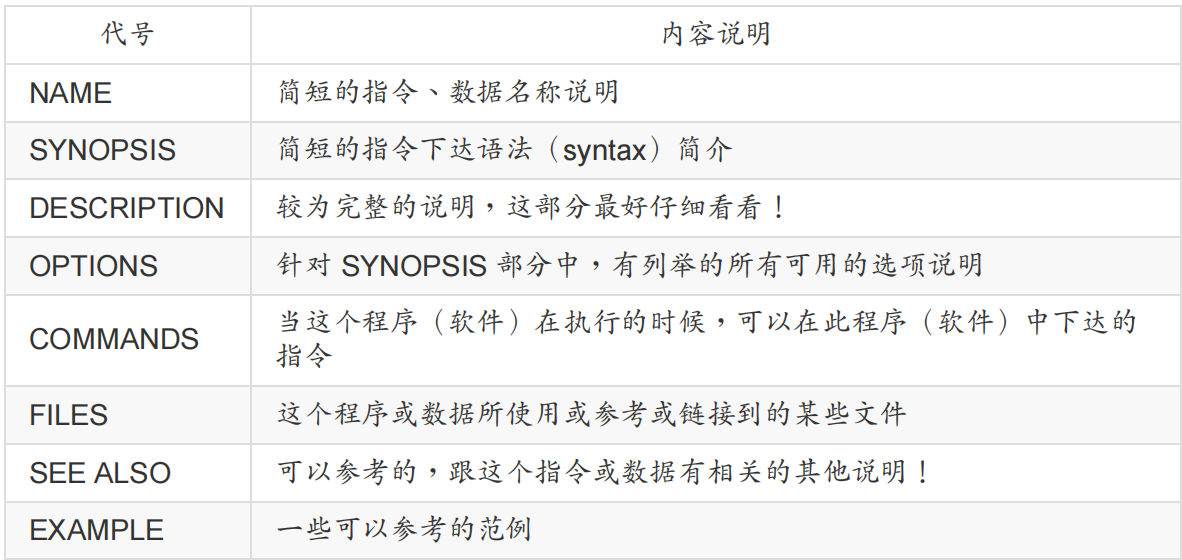 代号 内容说明
NAME 简短的指令、数据名称说明
SYNOPSIS 简短的指令下达语法（syntax）简介
DESCRIPTION 较为完整的说明，这部分最好仔细看看！
OPTIONS 针对 SYNOPSIS 部分中，有列举的所有可用的选项说明
COMMANDS 当这个程序（软件）在执行的时候，可以在此程序（软件）中下达的
指令
FILES 这个程序或数据所使用或参考或链接到的某些文件
SEE ALSO 可以参考的，跟这个指令或数据有相关的其他说明！
EXAMPLE 一些可以参考的范例